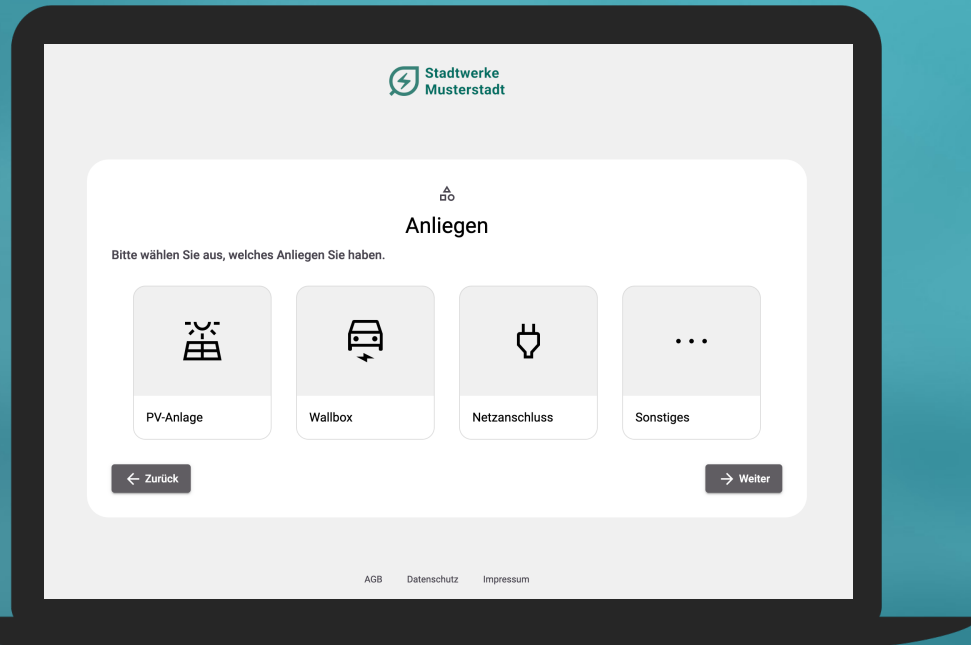 Stadtwerke
Musterstadt
Anliegen
Bitte wählen Sie aus, welches Anliegen Sie haben.
PV-Anlage
Wallbox
Netzanschluss
Sonstiges
Zurück
Weiter
AGB Datenschutz Impressum